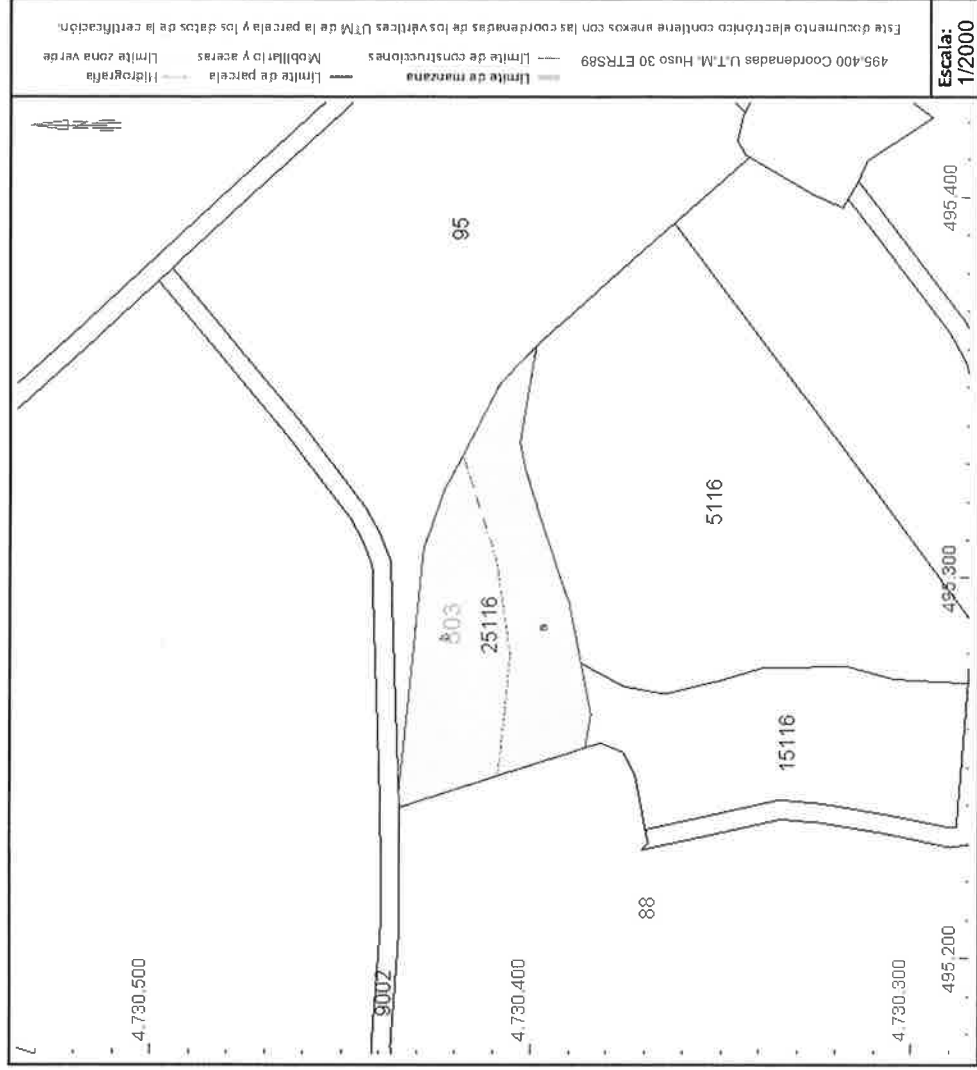 Este documento electrónico contiene anexos con las coordenadas de los vértices UTM de la parcela y los datos de la certificación.
495.400 Coordenadas U.T.M. Huso 30 ETRS89
Límite de manzana
Límite de construcciones
Límite de parcela
Mobiliario y aceras
Hidrografía
Límite zona verde
Escala:
1/2000
4.730.500
4.730.400
4.730.300
495.200
495.300
495.400
9002
95
25116
a
5116
15116
88